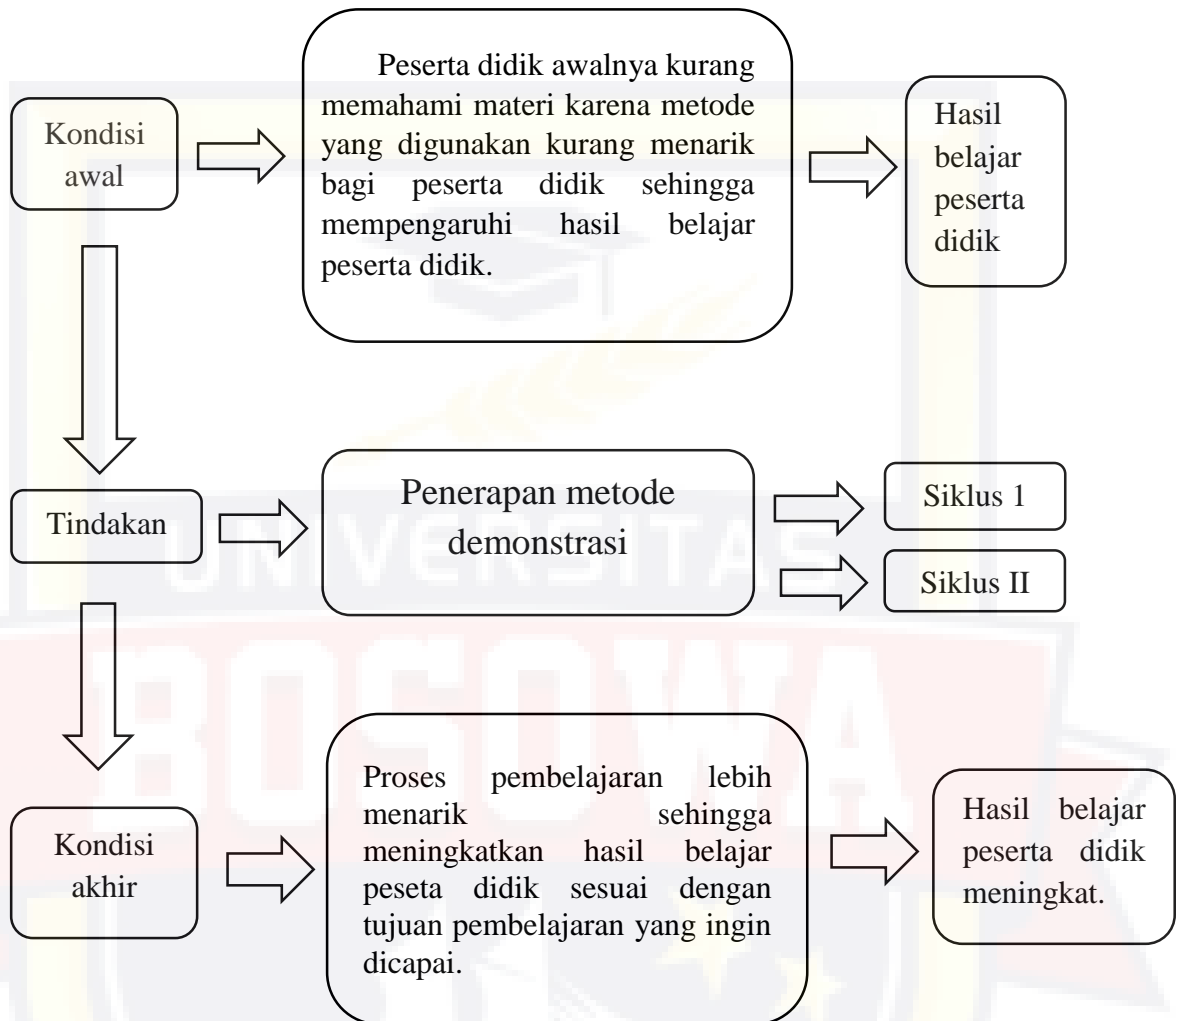 Kondisi
awal
Peserta didik awalnya kurang
memahami materi karena metode
yang digunakan kurang menarik
bagi peserta didik sehingga
mempengaruhi hasil belajar
peserta didik.
Hasil
belajar
peserta
didik
Tindakan
Penerapan metode
demonstrasi
Siklus 1
Siklus II
UNIVERSITAS
BOSOWA
Kondisi
akhir
Proses pembelajaran lebih
menarik sehingga
meningkatkan hasil belajar
peseta didik sesuai dengan
tujuan pembelajaran yang ingin
dicapai.
Hasil belajar
peserta didik
meningkat.